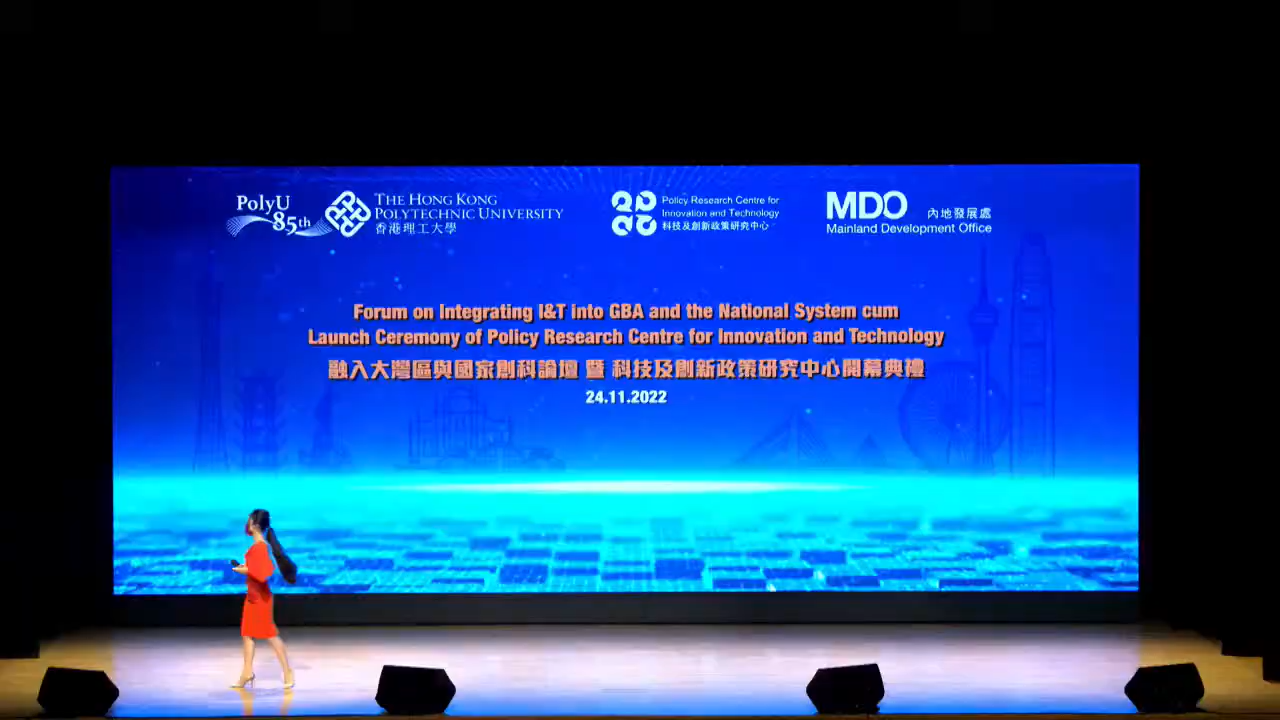 PolyU
85th
THE HONG KONG
POLYTECHNIC UNIVERSITY
香港理工大學
Policy Research Centre for
Innovation and Technology
科技及創新政策研究中心
MDO 內地發展處
Mainland Development Office
Forum on Integrating I&T into GBA and the National System cum
Launch Ceremony of Policy Research Centre for Innovation and Technology
融入大灣區與國家創科論壇 暨 科技及創新政策研究中心開幕典禮
24.11.2022